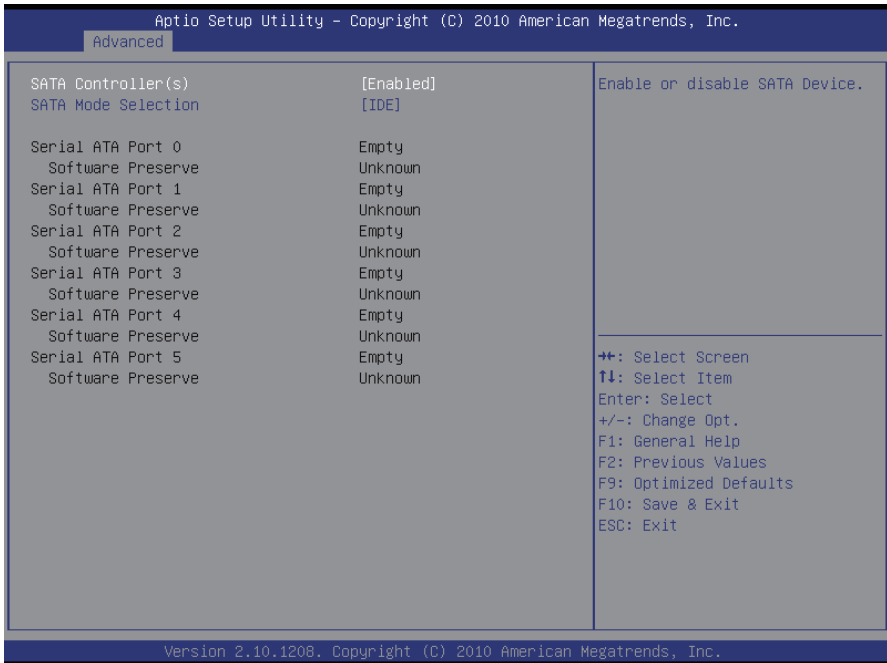 Aptio Setup Utility – Copyright (C) 2010 American Megatrends, Inc.
Advanced
SATA Controller(s) [Enabled]
SATA Mode Selection [IDE]
Serial ATA Port 0 Empty
Software Preserve Unknown
Serial ATA Port 1 Empty
Software Preserve Unknown
Serial ATA Port 2 Empty
Software Preserve Unknown
Serial ATA Port 3 Empty
Software Preserve Unknown
Serial ATA Port 4 Empty
Software Preserve Unknown
Serial ATA Port 5 Empty
Software Preserve Unknown
Enable or disable SATA Device.
→←: Select Screen
↑↓: Select Item
Enter: Select
+/-: Change Opt.
F1: General Help
F2: Previous Values
F9: Optimized Defaults
F10: Save & Exit
ESC: Exit
Version 2.10.1208. Copyright (C) 2010 American Megatrends, Inc.